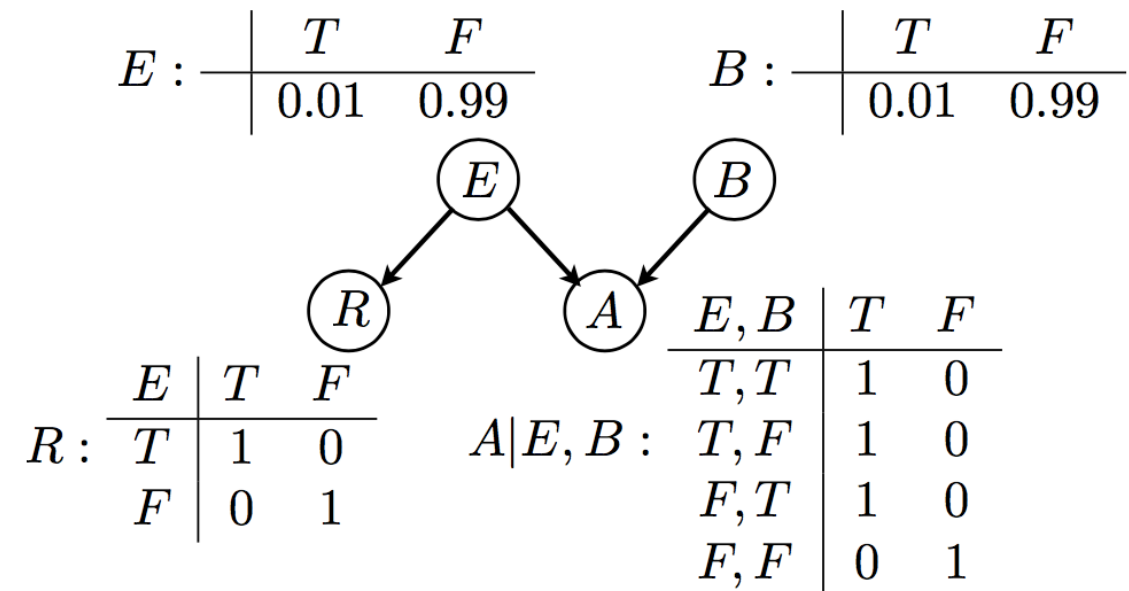 E : T F
0.01 0.99
B : T F
0.01 0.99
E
B
R
A
R : E T F
T 1 0
F 0 1
A|E, B : E, B T F
T, T 1 0
T, F 1 0
F, T 1 0
F, F 0 1